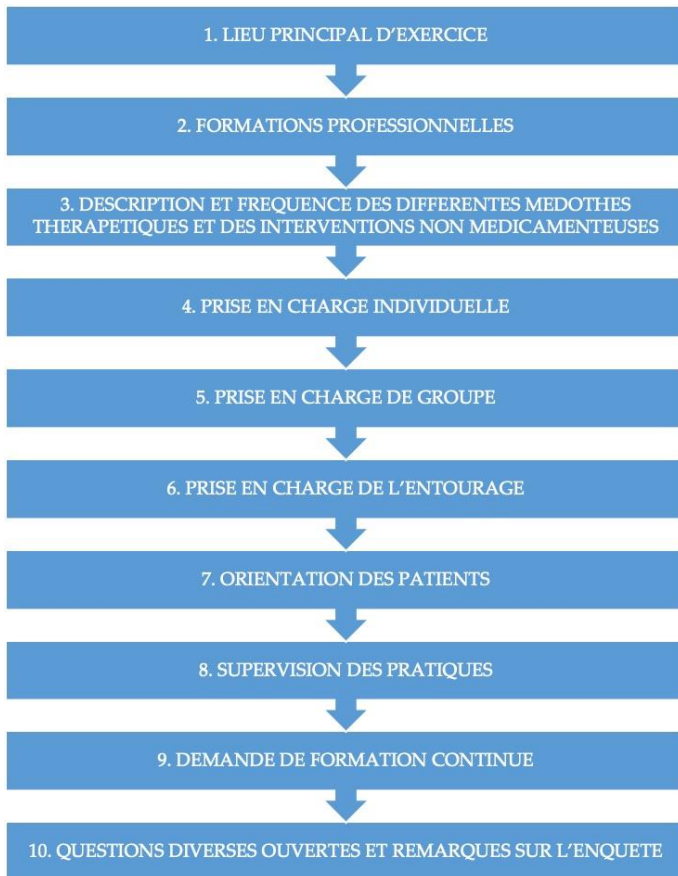 1. LIEU PRINCIPAL D'EXERCICE
2. FORMATIONS PROFESSIONNELLES
3. DESCRIPTION ET FREQUENCE DES DIFFERENTES MEDOTHES
THERAPETIQUES ET DES INTERVENTIONS NON MEDICAMENTEUSES
4. PRISE EN CHARGE INDIVIDUELLE
5. PRISE EN CHARGE DE GROUPE
6. PRISE EN CHARGE DE L'ENTOURAGE
7. ORIENTATION DES PATIENTS
8. SUPERVISION DES PRATIQUES
9. DEMANDE DE FORMATION CONTINUE
10. QUESTIONS DIVERSES OUVERTES ET REMARQUES SUR L'ENQUETE